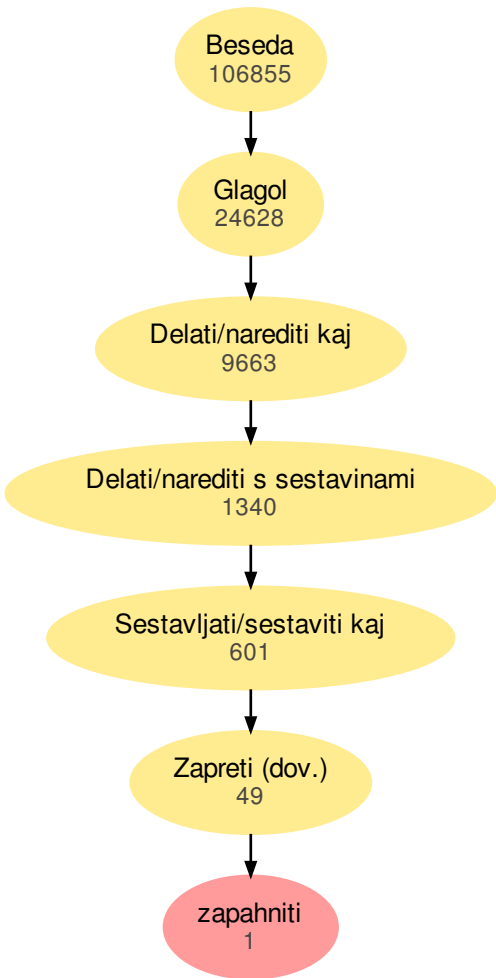 Beseda
106855
Glagol
24628
Delati/narediti kaj
9663
Delati/narediti s sestavinami
1340
Sestavljati/sestaviti kaj
601
Zapreti (dov.)
49
zapahniti
1